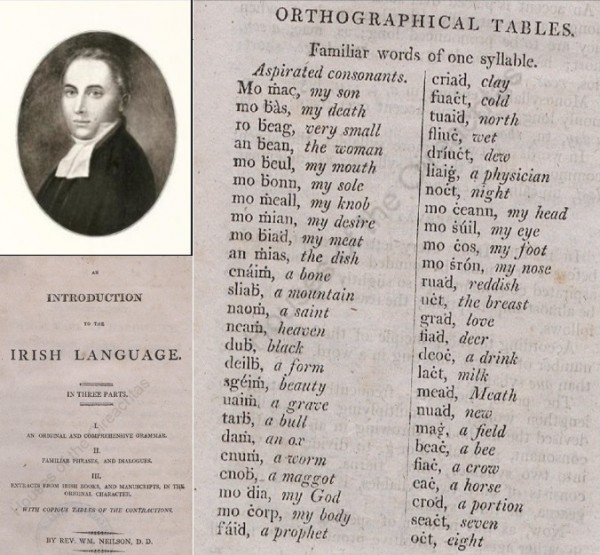 AN
INTRODUCTION
TO THE
IRISH LANGUAGE.
IN THREE PARTS.
I.
AN ORIGINAL AND COMPREHENSIVE GRAMMAR.
II.
FAMILIAR PHRASES, AND DIALOGUES.
III.
EXTRACTS FROM IRISH BOOKS, AND MANUSCRIPTS, IN THE
ORIGINAL CHARACTER.
WITH COPIOUS TABLES OF THE CONTRACTIONS.
BY REV. WM. NEILSON, D. D.
ORTHOGRAPHICAL TABLES.
Familiar words of one syllable.
Aspirated consonants.
Mo ṁac, my son
mo ḃàs, my death
ro ḃeag, very small
an ḃean, the woman
mo ḃeul, my mouth
mo ḃonn, my sole
mo ṁeall, my knob
mo ṁian, my desire
mo ḃiaḋ, my meat
an ṁias, the dish
cnáiṁ, a bone
sliaḃ, a mountain
naoṁ, a saint
neaṁ, heaven
duḃ, black
deilḃ, a form
sgéiṁ, beauty
uaiṁ, a grave
tarḃ, a bull
daṁ, an ox
cnuṁ, a worm
cnoḃ, a maggot
mo ḋia, my God
mo ċorp, my body
fáiḋ, a prophet
criaḋ, clay
fuaċt, cold
tuaiḋ, north
fliuċ, wet
driúċt, dew
liaiġ, a physician
noċt, night
mo ċeann, my head
mo ṡúil, my eye
mo ċos, my foot
mo ṡrón, my nose
ruaḋ, reddish
uċt, the breast
graḋ, love
fiaḋ, deer
deoċ, a drink
laċt, milk
meaḋ, Meath
nuaḋ, new
maġ, a field
beaċ, a bee
fiaċ, a crow
eaċ, a horse
croḋ, a portion
seaċt, seven
oċt, eight